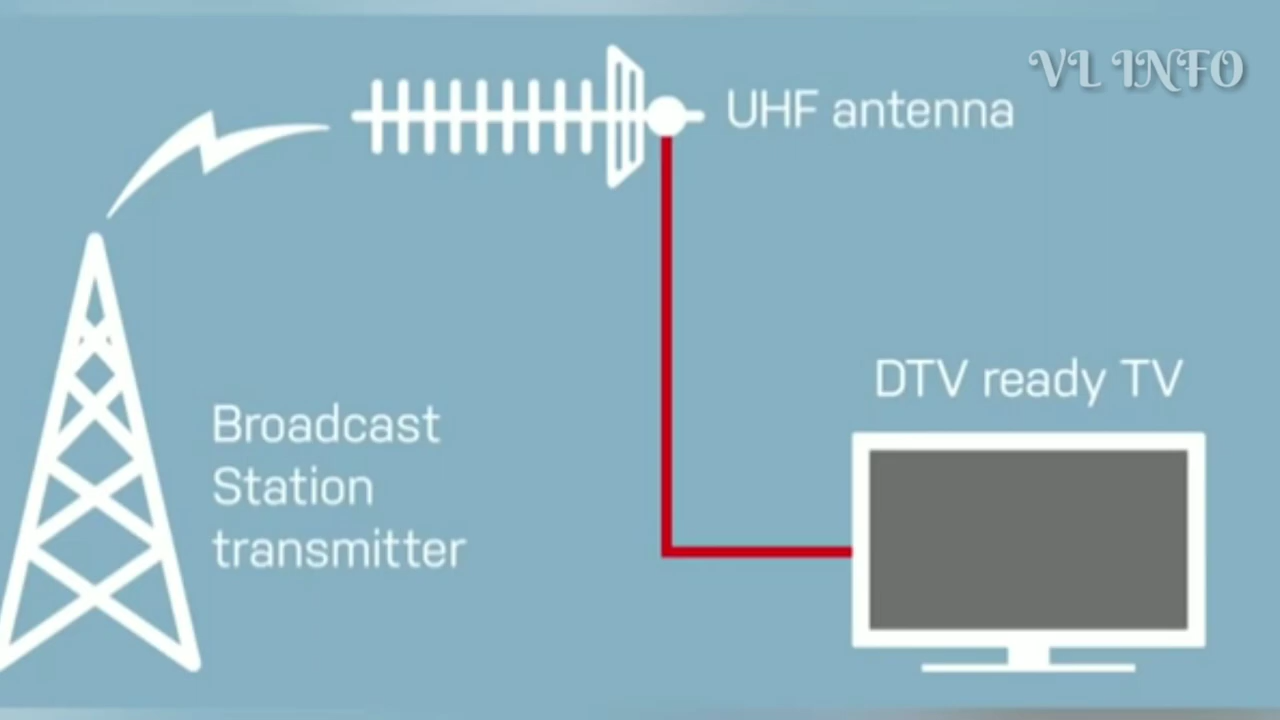 VL INFO
UHF antenna
DTV ready TV
Broadcast
Station
transmitter